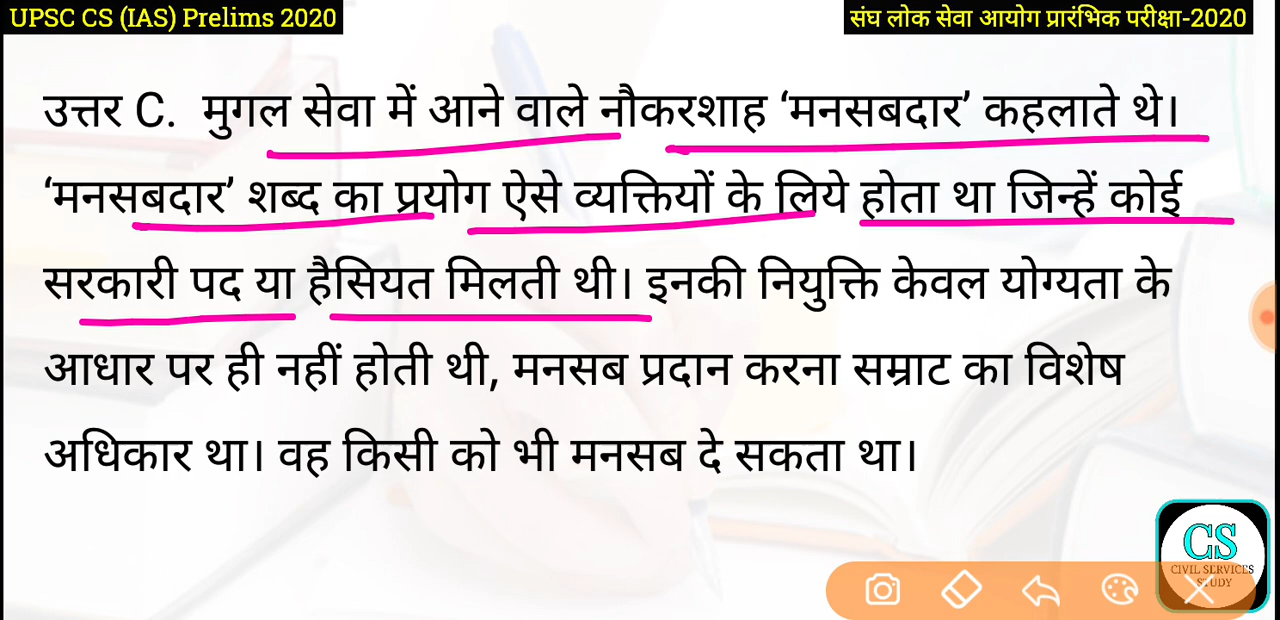 UPSC CS (IAS) Prelims 2020
संघ लोक सेवा आयोग प्रारंभिक परीक्षा-2020
उत्तर C. मुगल सेवा में आने वाले नौकरशाह ‘मनसबदार’ कहलाते थे।
‘मनसबदार’ शब्द का प्रयोग ऐसे व्यक्तियों के लिये होता था जिन्हें कोई
सरकारी पद या हैसियत मिलती थी। इनकी नियुक्ति केवल योग्यता के
आधार पर ही नहीं होती थी, मनसब प्रदान करना सम्राट का विशेष
अधिकार था। वह किसी को भी मनसब दे सकता था।
CS
CIVIL SERVICES
STUDY